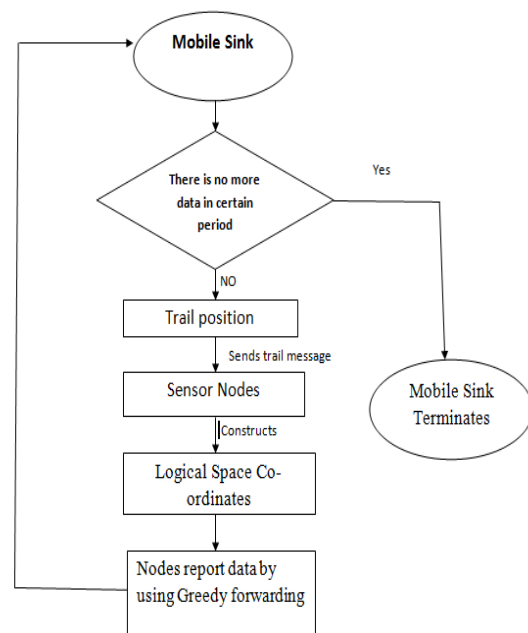 Mobile Sink
There is no more
data in certain
period
Yes
NO
Trail position
Sends trail message
Sensor Nodes
Constructs
Mobile Sink
Terminates
Logical Space Co-
ordinates
Nodes report data by
using Greedy forwarding